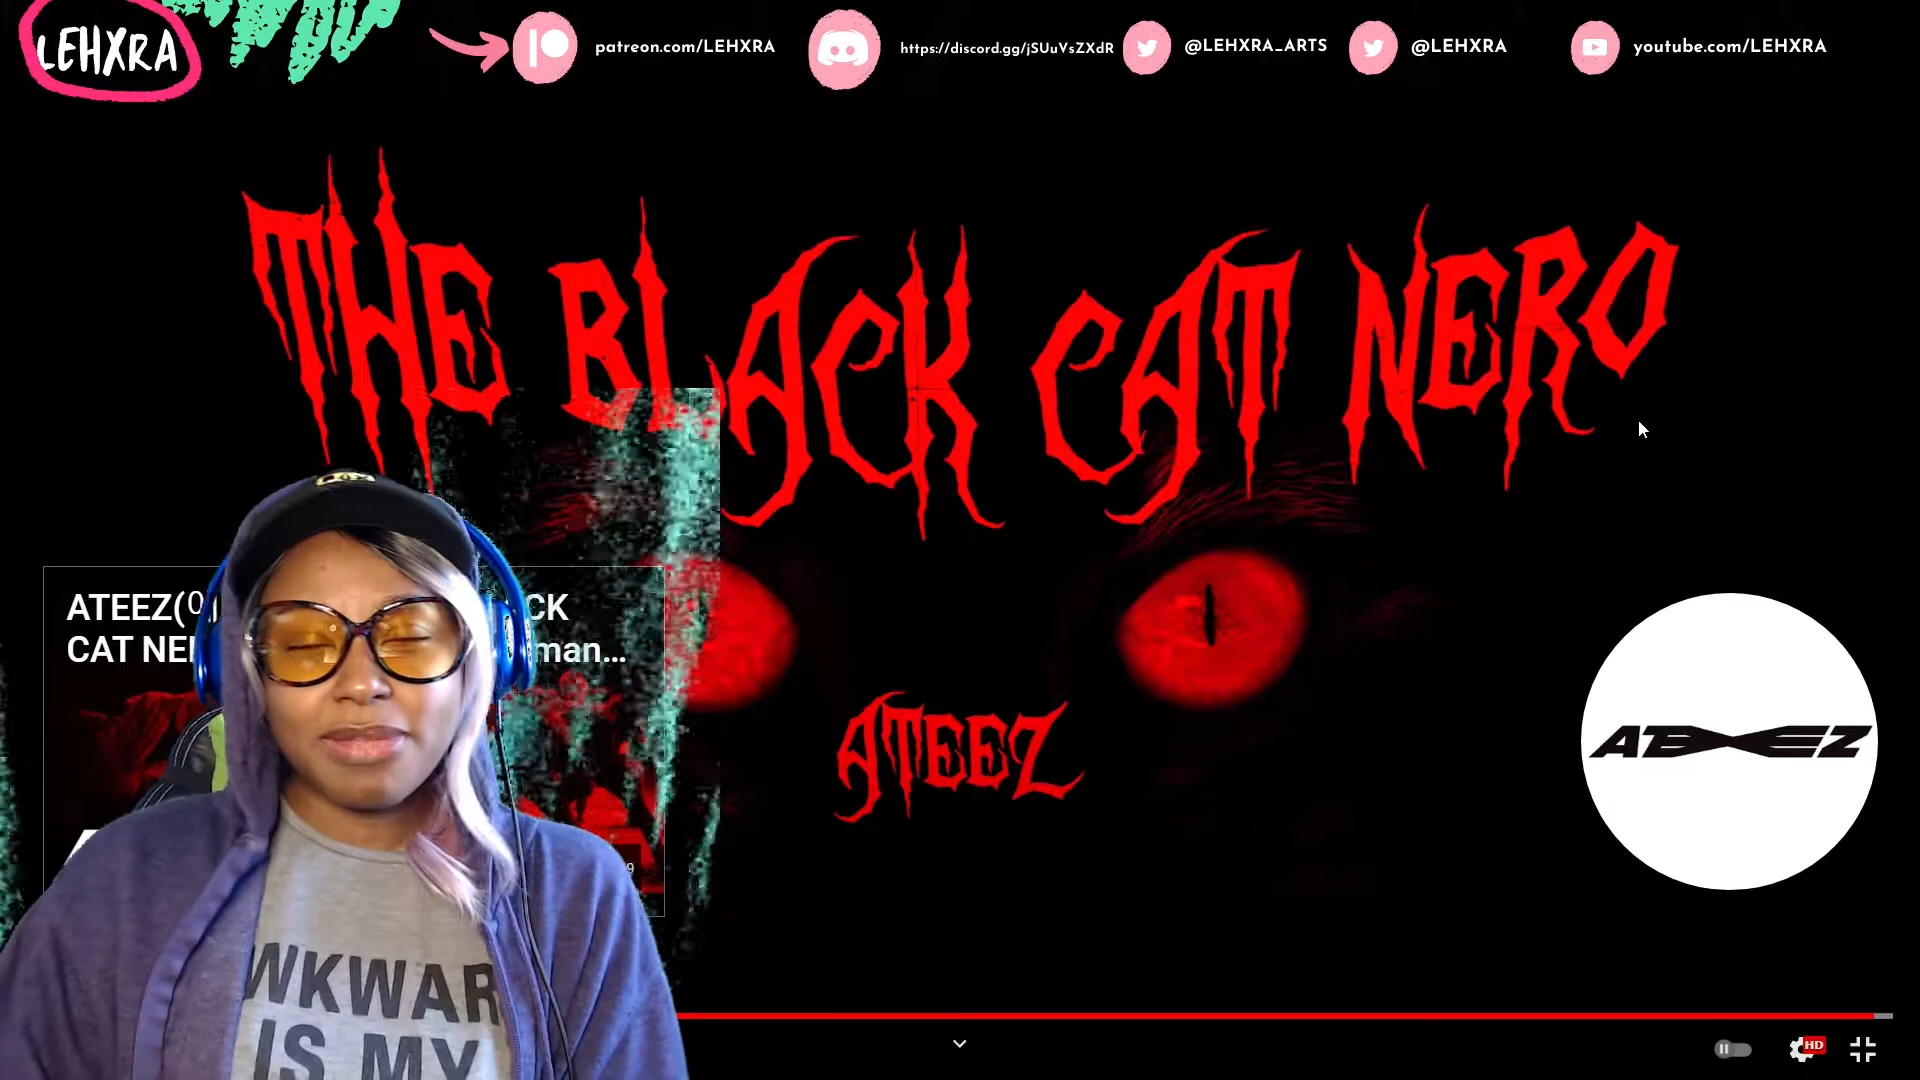 LEHXRA
patreon.com/LEHXRA
https://discord.gg/jSUuVsZXdR
@LEHXRA_ARTS
@LEHXRA
youtube.com/LEHXRA
THE BLACK CAT NERO
ATEEZ(
CK
CAT NE
man...
ATEEZ
ATEEZ
9
WKWAR
IS MY
HD